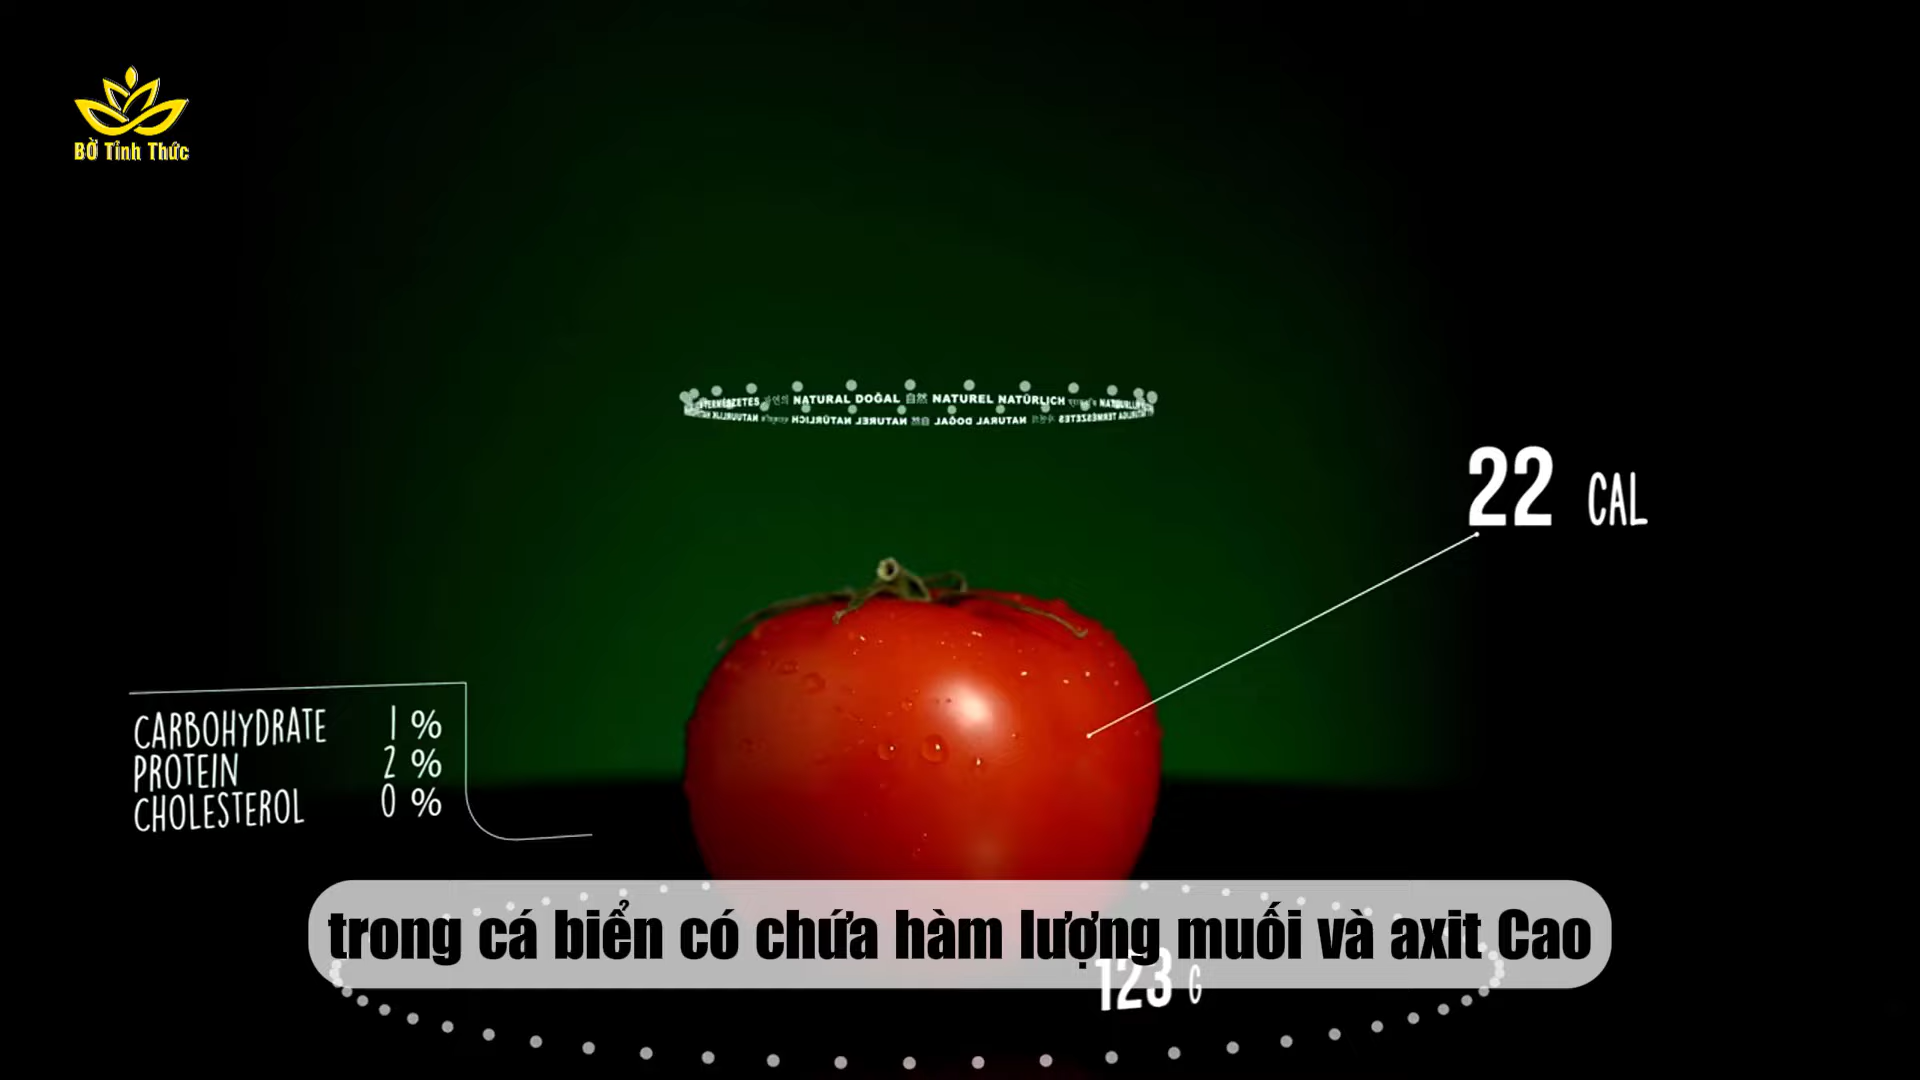 BỜ Tỉnh Thức
NATURAL DOĞAL 自然 NATUREL NATÜRLICH
22 CAL
CARBOHYDRATE 1 %
PROTEIN 2 %
CHOLESTEROL 0 %
trong cá biển có chứa hàm lượng muối và axit Cao
123 G